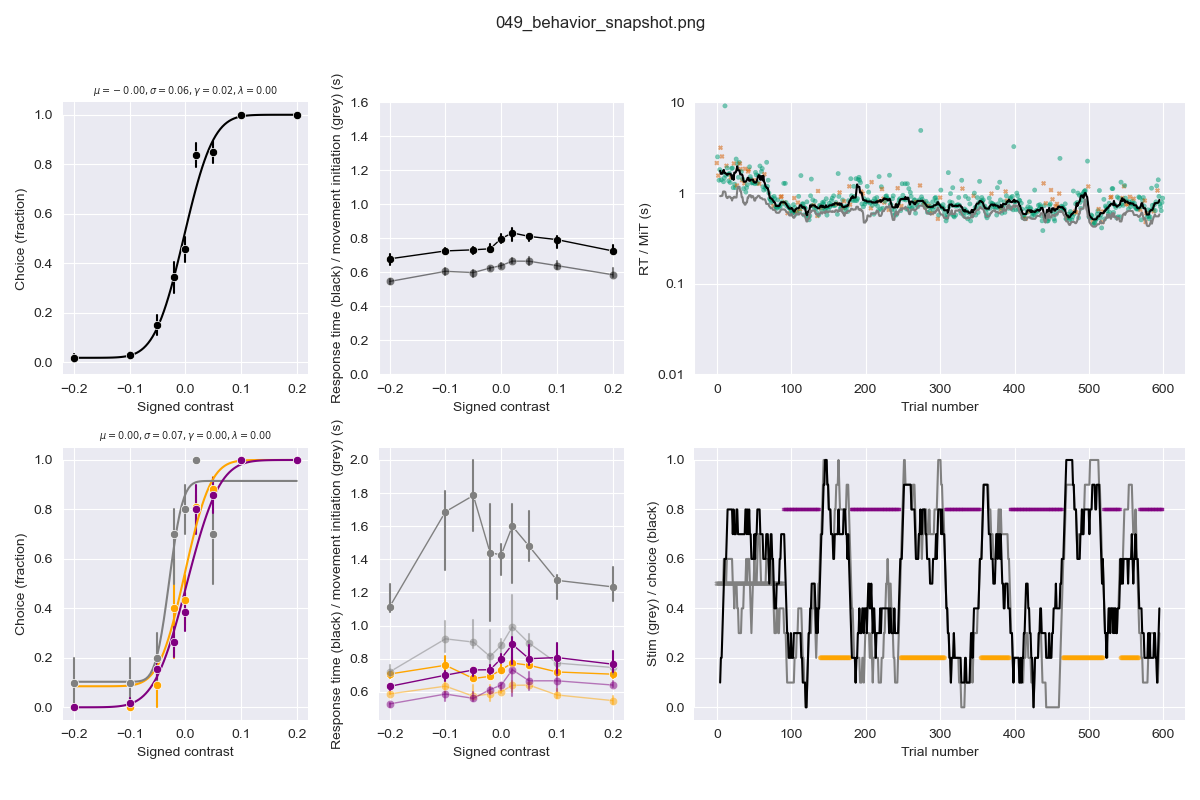 049_behavior_snapshot.png
μ = − 0.00, σ = 0.06, γ = 0.02, λ = 0.00
Choice (fraction)
1.0
0.8
0.6
0.4
0.2
0.0
−0.2 −0.1 0.0 0.1 0.2
Signed contrast
Response time (black) / movement initiation (grey) (s)
1.6
1.4
1.2
1.0
0.8
0.6
0.4
0.2
0.0
−0.2 −0.1 0.0 0.1 0.2
Signed contrast
RT / MiT (s)
10
1
0.1
0.01
0 100 200 300 400 500 600
Trial number
μ = 0.00, σ = 0.07, γ = 0.00, λ = 0.00
Choice (fraction)
1.0
0.8
0.6
0.4
0.2
0.0
−0.2 −0.1 0.0 0.1 0.2
Signed contrast
Response time (black) / movement initiation (grey) (s)
2.0
1.8
1.6
1.4
1.2
1.0
0.8
0.6
−0.2 −0.1 0.0 0.1 0.2
Signed contrast
Stim (grey) / choice (black)
1.0
0.8
0.6
0.4
0.2
0.0
0 100 200 300 400 500 600
Trial number